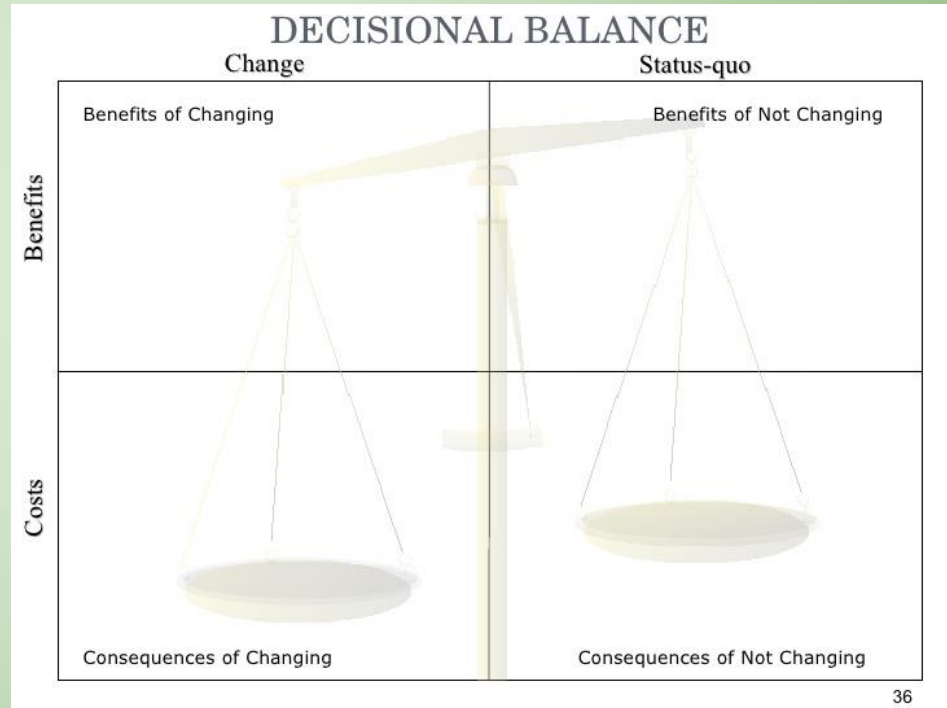 DECISIONAL BALANCE
Change Status-quo
Benefits of Changing Benefits of Not Changing
Benefits
Costs
Consequences of Changing Consequences of Not Changing
36